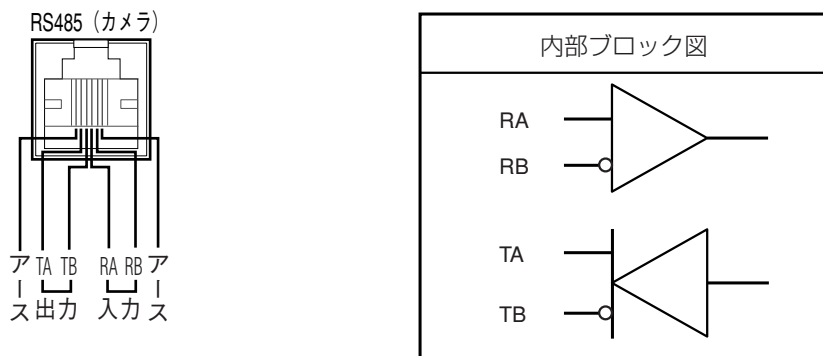 RS485（カメラ）
アース
TA TB
出力
RA RB
入力
アース
内部ブロック図
RA
RB
TA
TB